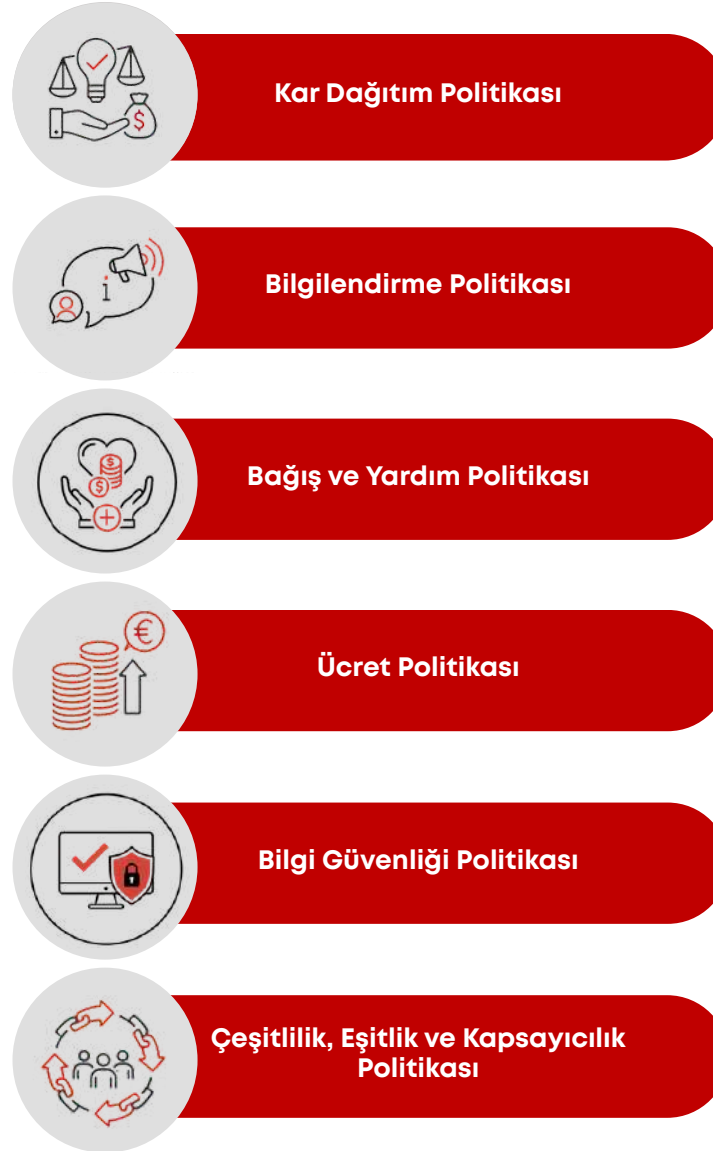 Kar Dağıtım Politikası
Bilgilendirme Politikası
Bağış ve Yardım Politikası
Ücret Politikası
Bilgi Güvenliği Politikası
Çeşitlilik, Eşitlik ve Kapsayıcılık
Politikası